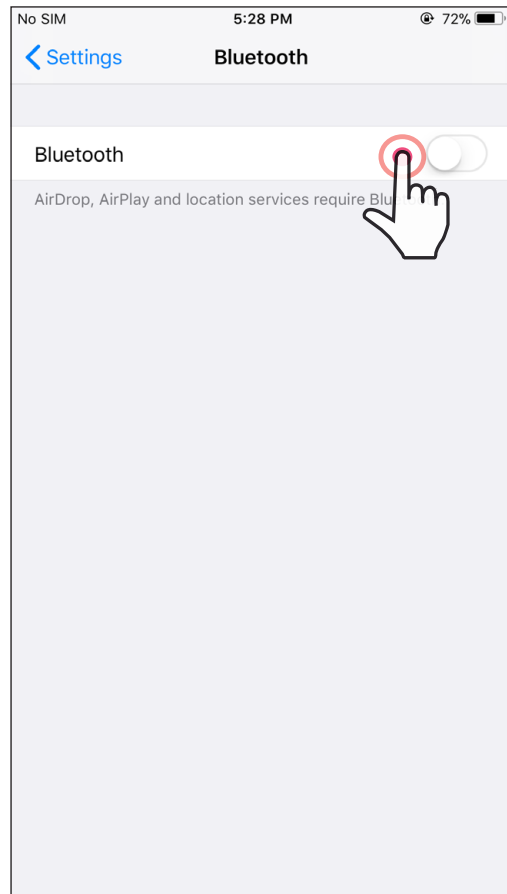 No SIM 5:28 PM 72%
Settings Bluetooth
Bluetooth
AirDrop, AirPlay and location services require